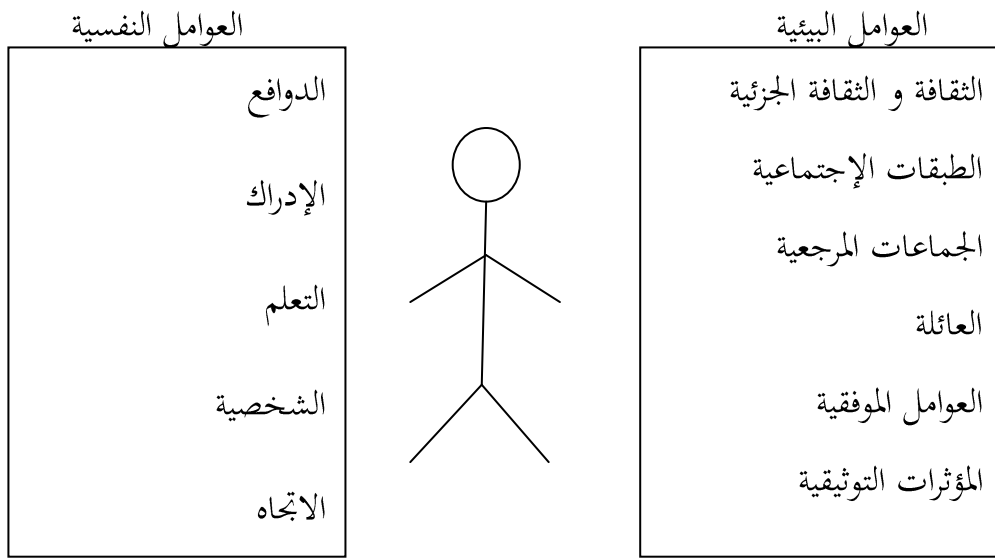 العوامل البيئية
الثقافة و الثقافة الجزئية
الطبقات الإجتماعية
الجماعات المرجعية
العائلة
العوامل الموفقية
المؤثرات التوثيقية
العوامل النفسية
الدوافع
الإدراك
التعلم
الشخصية
الاتجاه